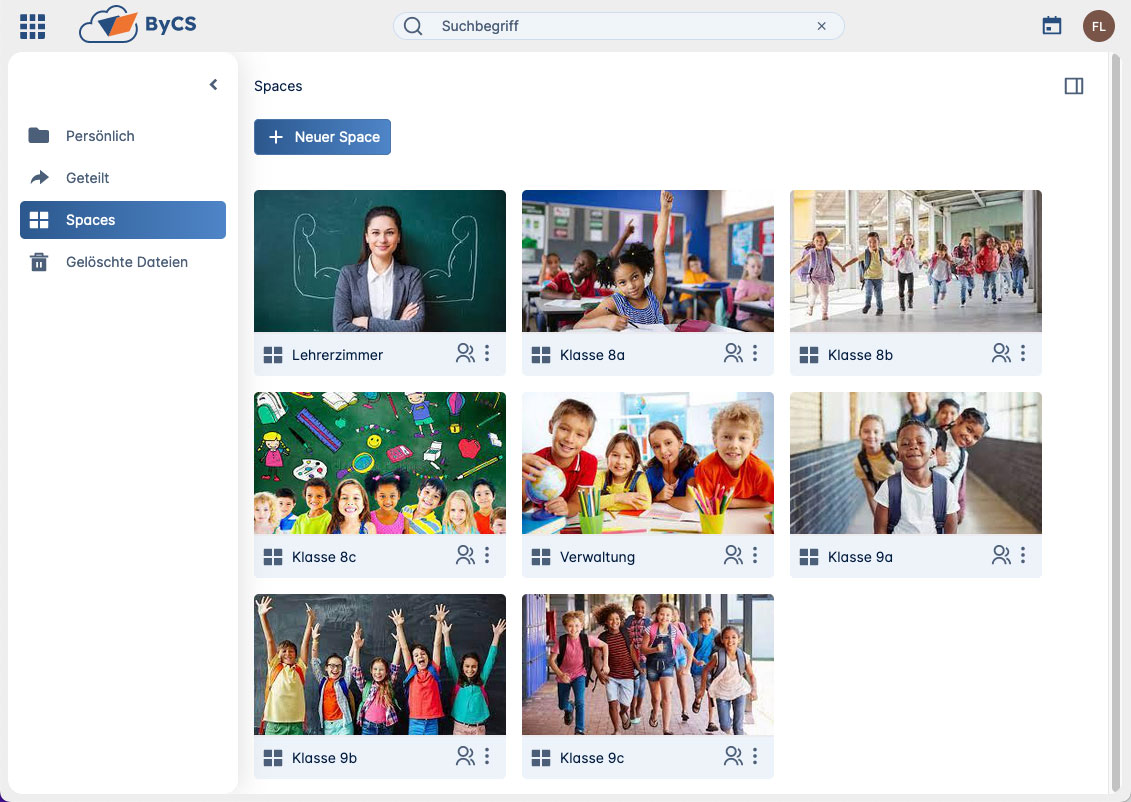 ByCS
Suchbegriff
FL
Spaces
Neuer Space
Persönlich
Geteilt
Spaces
Gelöschte Dateien
Lehrerzimmer
Klasse 8a
Klasse 8b
Klasse 8c
Verwaltung
Klasse 9a
Klasse 9b
Klasse 9c